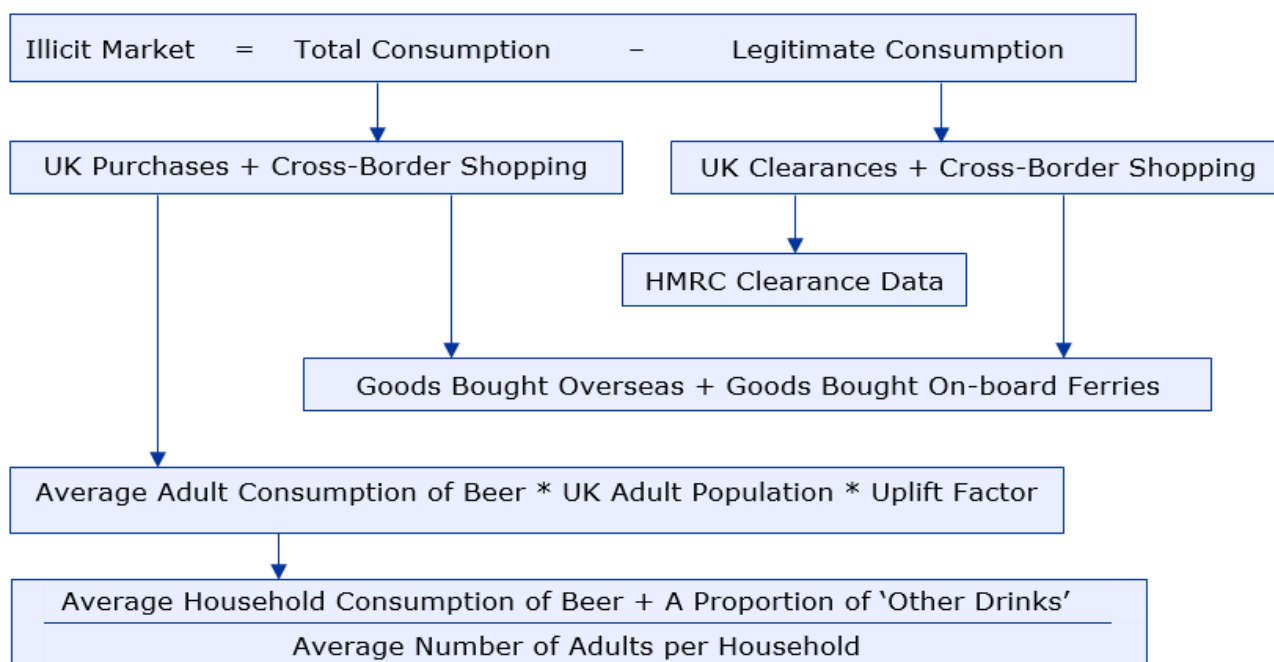 Illicit Market = Total Consumption – Legitimate Consumption
UK Purchases + Cross-Border Shopping
UK Clearances + Cross-Border Shopping
HMRC Clearance Data
Goods Bought Overseas + Goods Bought On-board Ferries
Average Adult Consumption of Beer * UK Adult Population * Uplift Factor
Average Household Consumption of Beer + A Proportion of ‘Other Drinks’
Average Number of Adults per Household